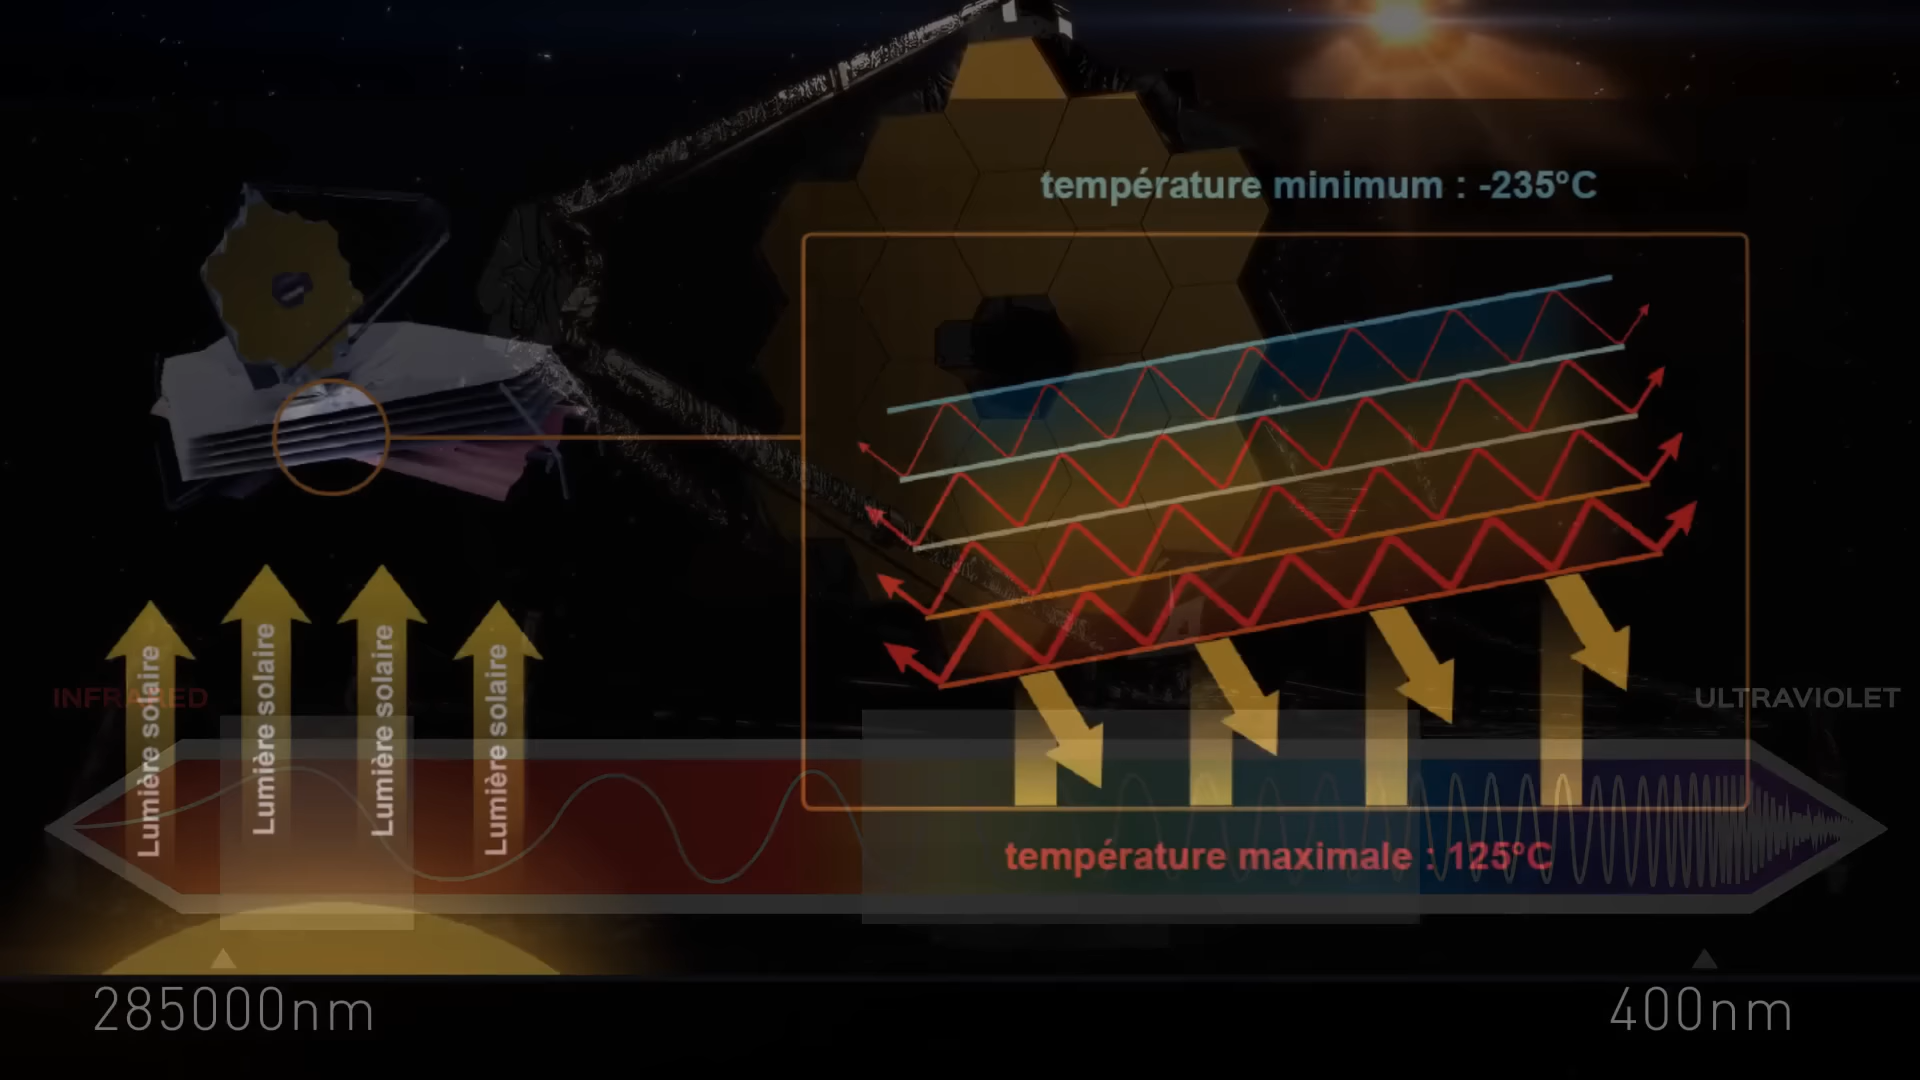 température minimum : -235°C
Lumière solaire
Lumière solaire
Lumière solaire
Lumière solaire
INFRARED
ULTRAVIOLET
température maximale : 125°C
285000nm
400nm